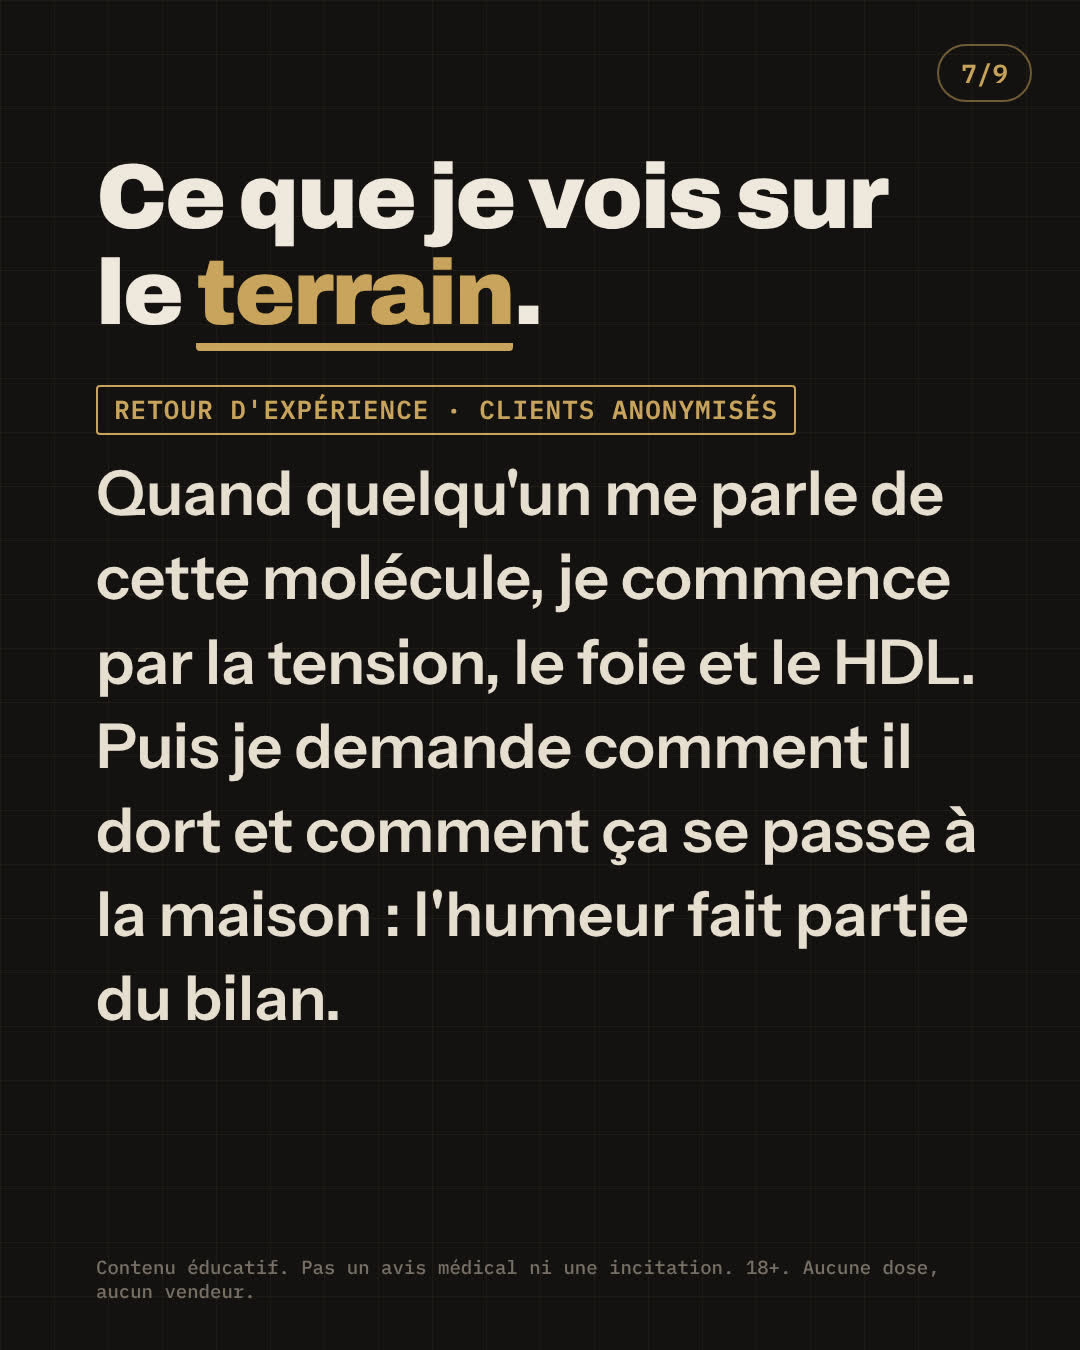 7/9
Ce que je vois sur
le terrain.
RETOUR D'EXPÉRIENCE · CLIENTS ANONYMISÉS
Quand quelqu'un me parle de
cette molécule, je commence
par la tension, le foie et le HDL.
Puis je demande comment il
dort et comment ça se passe à
la maison : l'humeur fait partie
du bilan.
Contenu éducatif. Pas un avis médical ni une incitation. 18+. Aucune dose,
aucun vendeur.